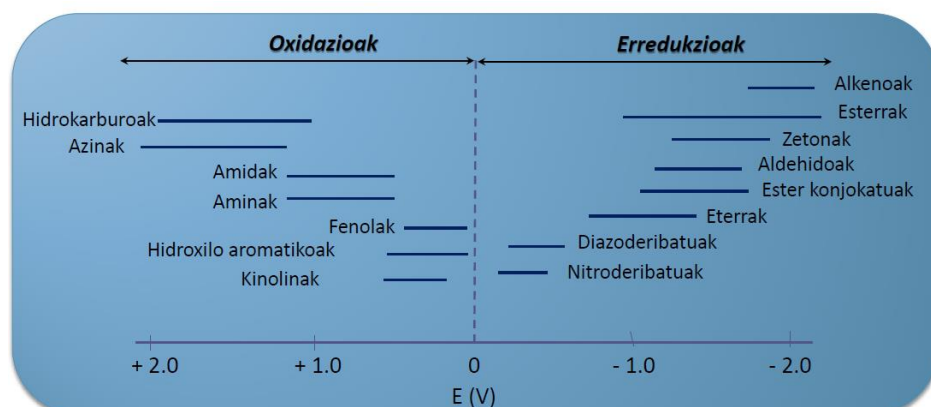 Oxidazioak
Erredukzioak
Alkenoak
Hidrokarburoak
Esterrak
Azinak
Zetonak
Amidak
Aldehidoak
Aminak
Ester konjokatuak
Fenolak
Eterrak
Hidroxilo aromatikoak
Diazoderibatuak
Kinolinak
Nitroderibatuak
+ 2.0 + 1.0 0 - 1.0 - 2.0
E (V)